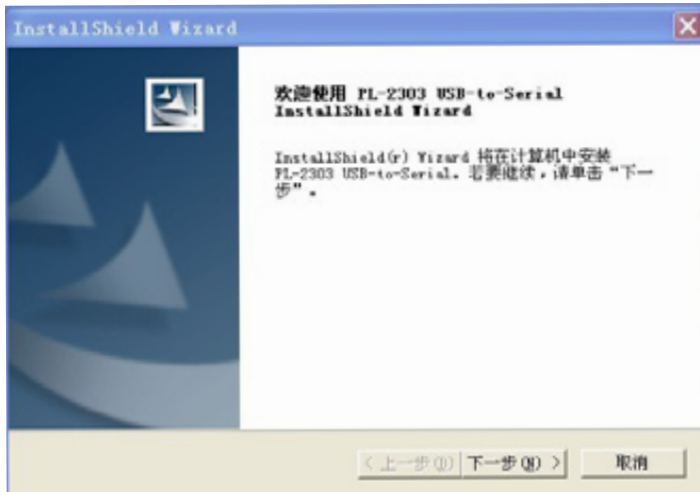 InstallShield Wizard
欢迎使用 PL-2303 USB-to-Serial
InstallShield Wizard
InstallShield(r) Wizard 将在计算机中安装
PL-2303 USB-to-Serial。若要继续，请单击“下一
步”。
< 上一步(B) 下一步(N) > 取消